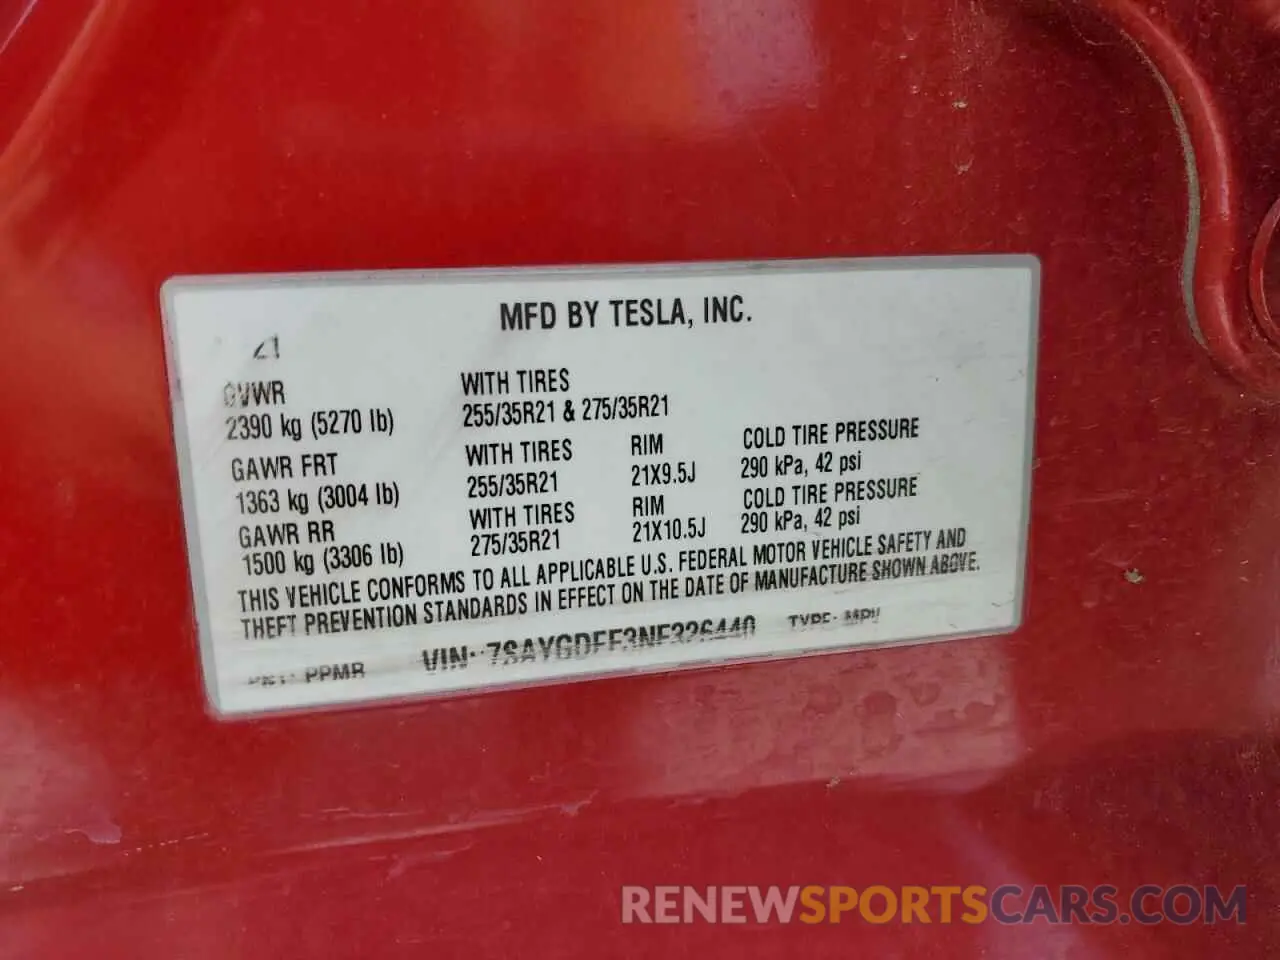 MFD BY TESLA, INC.
21
GVWR
2390 kg (5270 lb)
WITH TIRES
255/35R21 & 275/35R21
GAWR FRT
1363 kg (3004 lb)
WITH TIRES
255/35R21
RIM
21X9.5J
COLD TIRE PRESSURE
290 kPa, 42 psi
GAWR RR
1500 kg (3306 lb)
WITH TIRES
275/35R21
RIM
21X10.5J
COLD TIRE PRESSURE
290 kPa, 42 psi
THIS VEHICLE CONFORMS TO ALL APPLICABLE U.S. FEDERAL MOTOR VEHICLE SAFETY AND
THEFT PREVENTION STANDARDS IN EFFECT ON THE DATE OF MANUFACTURE SHOWN ABOVE.
PPMR
VIN: TYPE: MPV
RENEWSPORTSCARS.COM